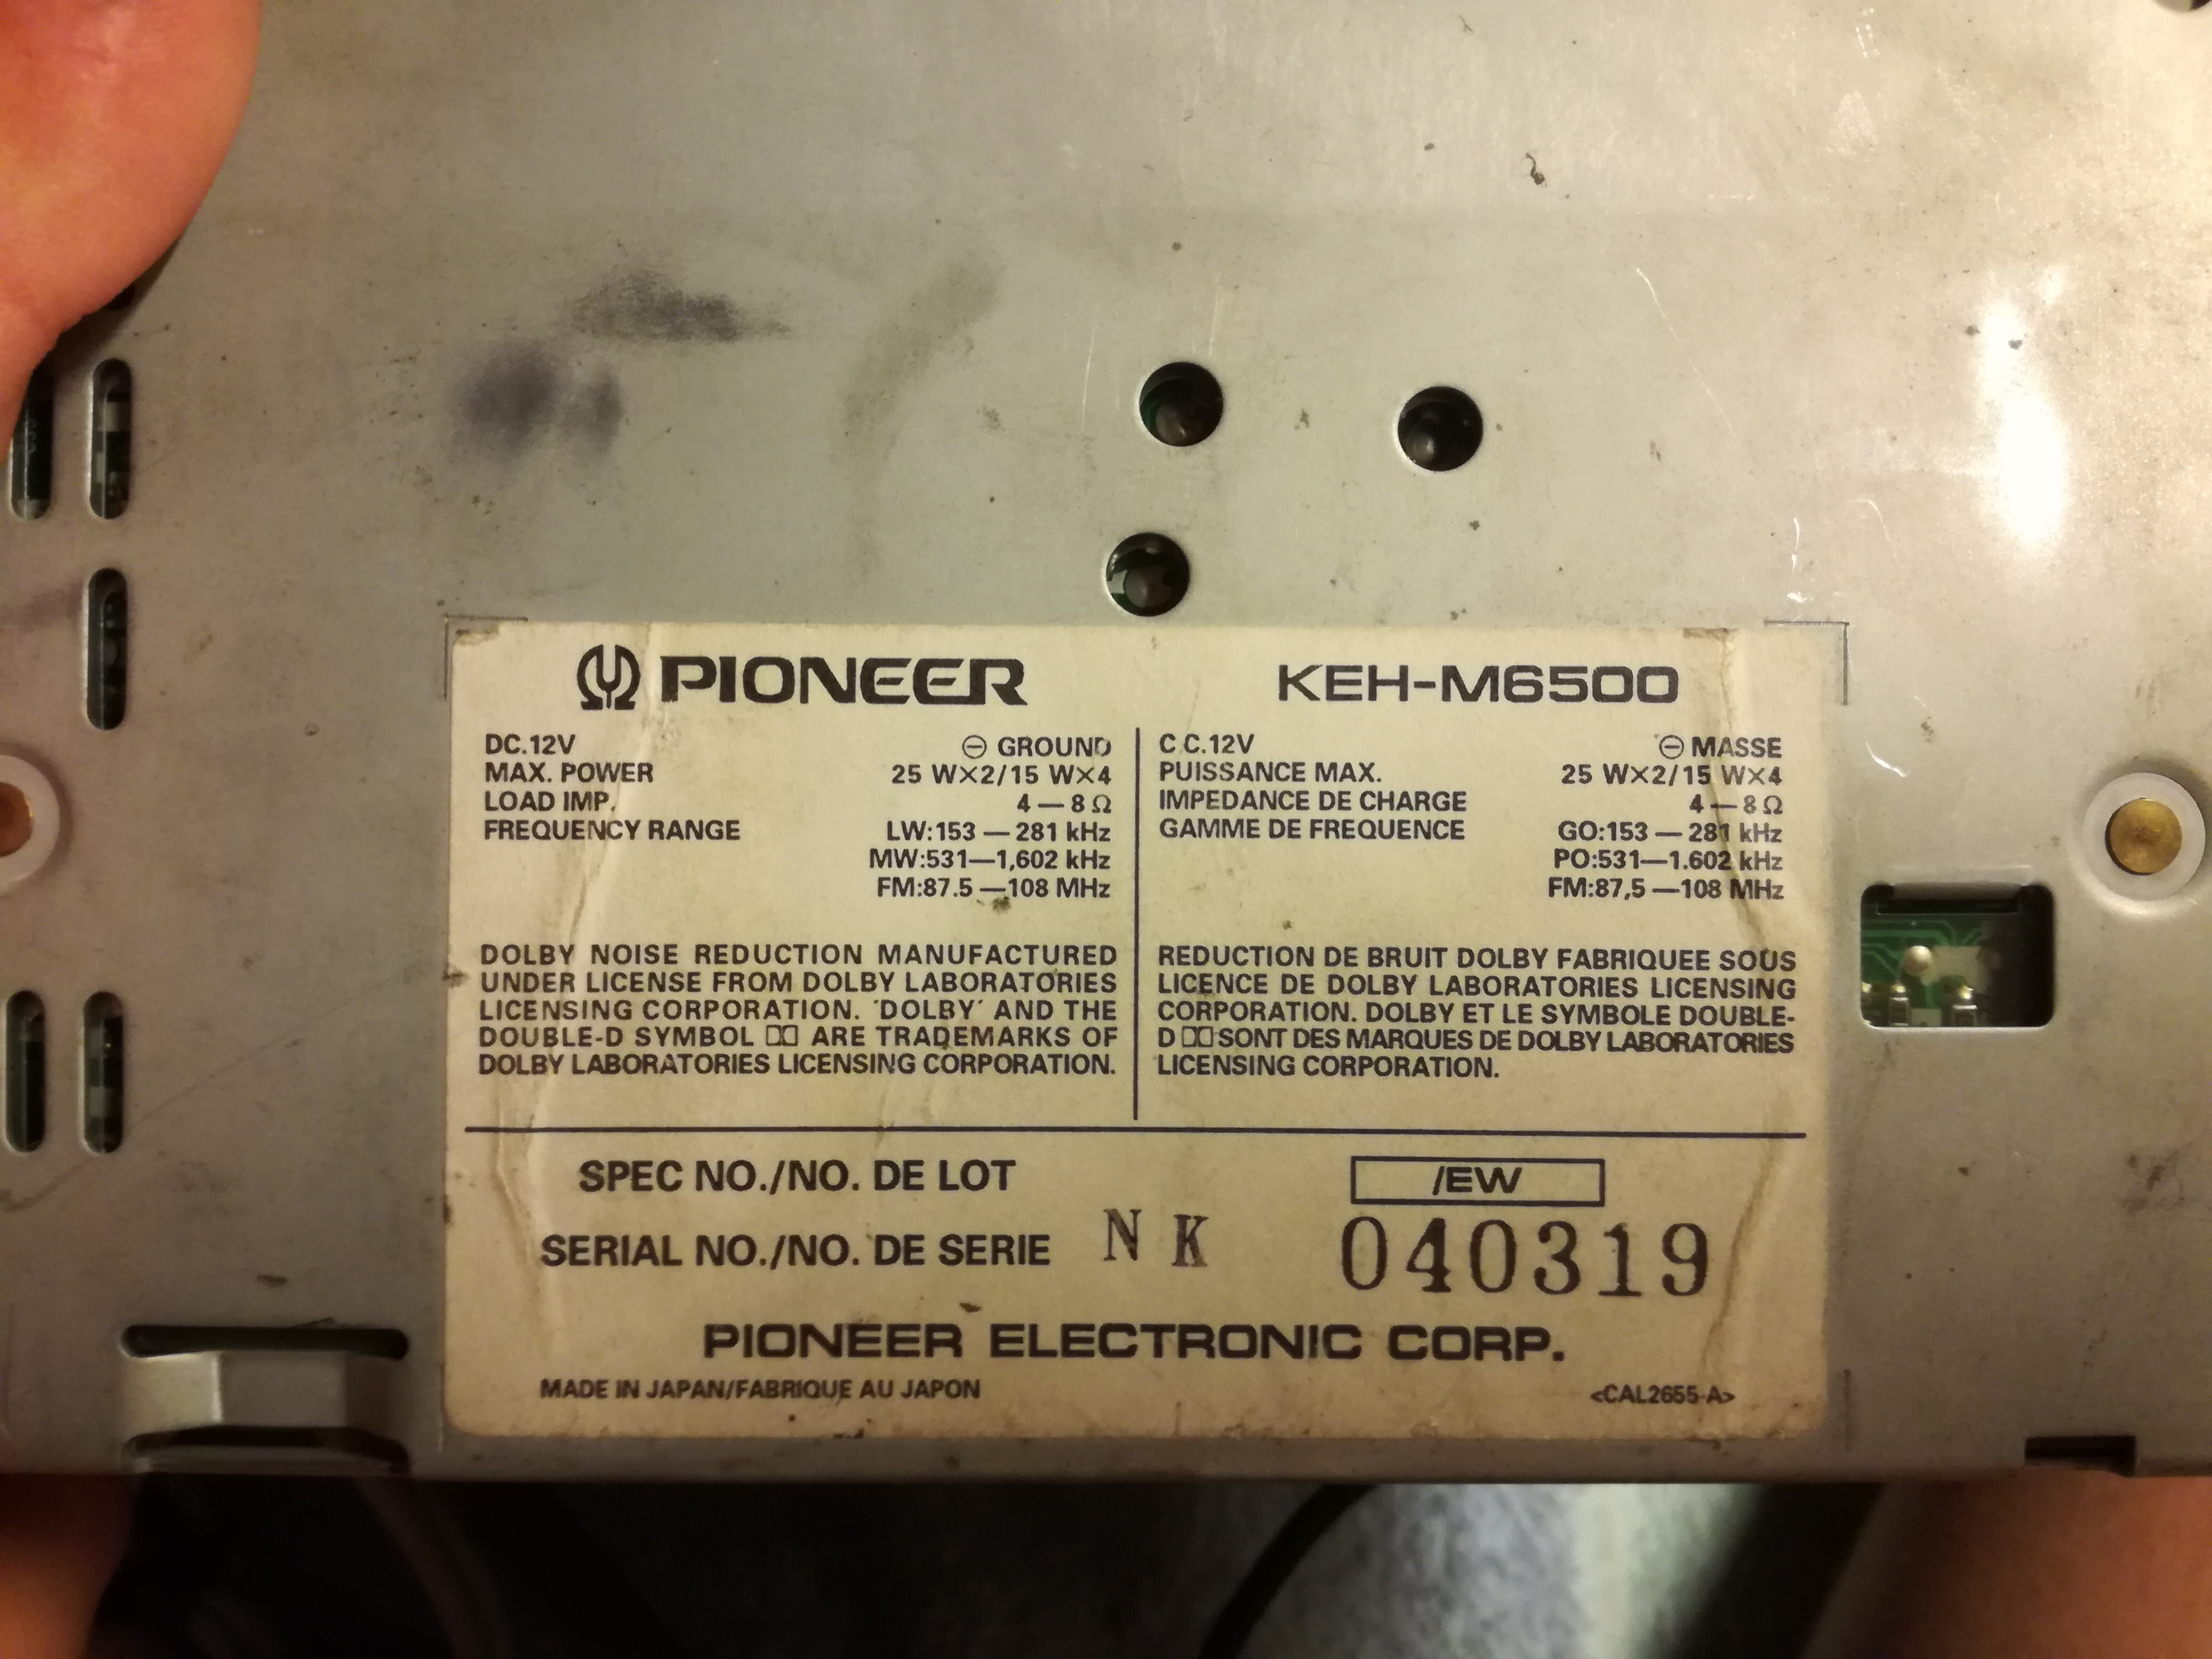 PIONEER KEH-M6500
DC.12V ⊖ GROUND
MAX. POWER 25 W×2/15 W×4
LOAD IMP. 4 — 8 Ω
FREQUENCY RANGE LW:153 — 281 kHz
MW:531—1,602 kHz
FM:87.5 —108 MHz
DOLBY NOISE REDUCTION MANUFACTURED
UNDER LICENSE FROM DOLBY LABORATORIES
LICENSING CORPORATION. 'DOLBY' AND THE
DOUBLE-D SYMBOL ARE TRADEMARKS OF
DOLBY LABORATORIES LICENSING CORPORATION.
C.C.12V ⊖ MASSE
PUISSANCE MAX. 25 W×2/15 W×4
IMPEDANCE DE CHARGE 4 — 8 Ω
GAMME DE FREQUENCE GO:153 — 281 kHz
PO:531—1.602 kHz
FM:87,5 —108 MHz
REDUCTION DE BRUIT DOLBY FABRIQUEE SOUS
LICENCE DE DOLBY LABORATORIES LICENSING
CORPORATION. DOLBY ET LE SYMBOLE DOUBLE-
D SONT DES MARQUES DE DOLBY LABORATORIES
LICENSING CORPORATION.
SPEC NO./NO. DE LOT /EW
SERIAL NO./NO. DE SERIE NK 040319
PIONEER ELECTRONIC CORP.
MADE IN JAPAN/FABRIQUE AU JAPON <CAL2655-A>